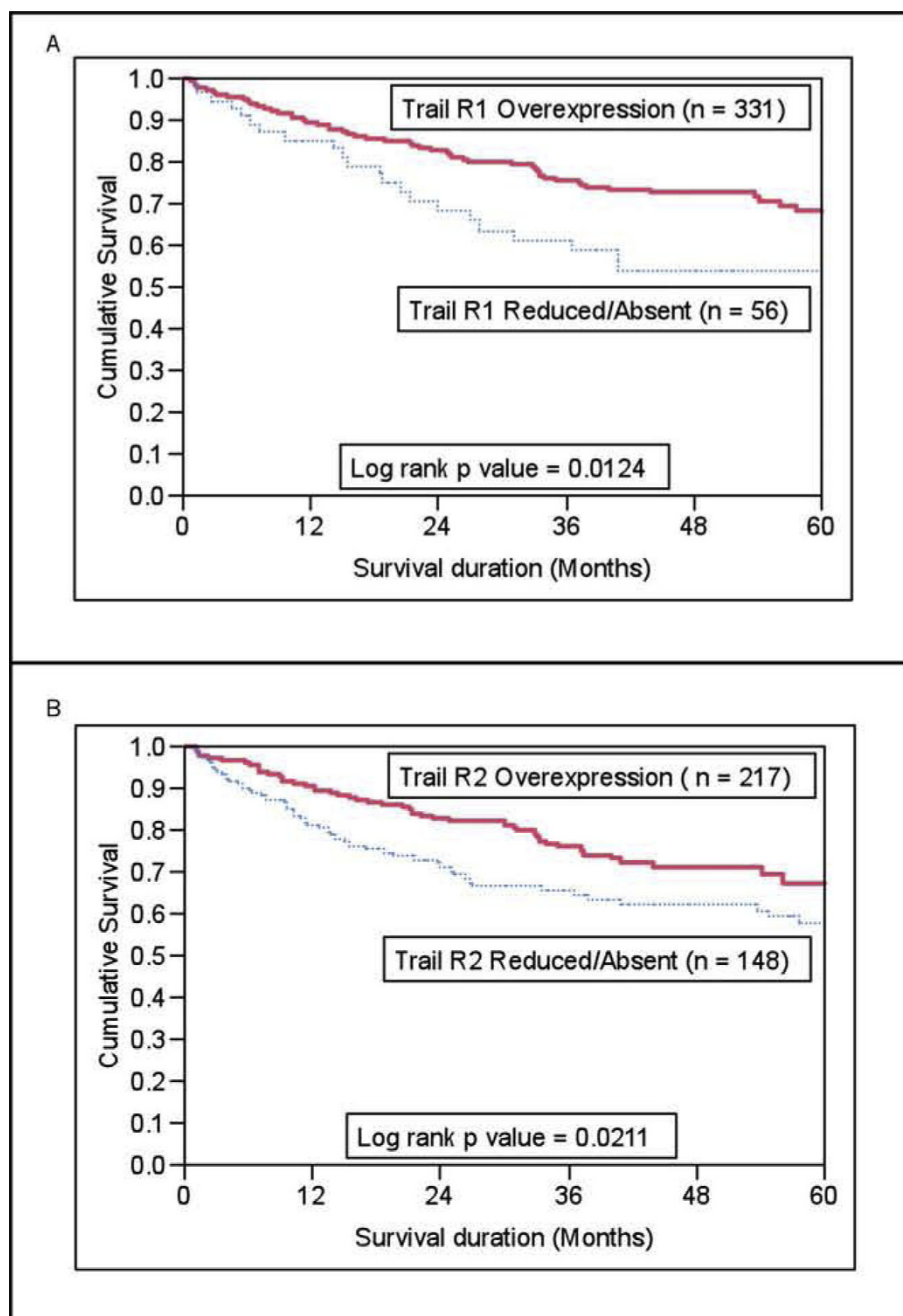 A
1.0
0.9
0.8
0.7
0.6
0.5
0.4
0.3
0.2
0.1
0.0
Cumulative Survival
Trail R1 Overexpression (n = 331)
Trail R1 Reduced/Absent (n = 56)
Log rank p value = 0.0124
0 12 24 36 48 60
Survival duration (Months)
B
1.0
0.9
0.8
0.7
0.6
0.5
0.4
0.3
0.2
0.1
0.0
Cumulative Survival
Trail R2 Overexpression ( n = 217)
Trail R2 Reduced/Absent (n = 148)
Log rank p value = 0.0211
0 12 24 36 48 60
Survival duration (Months)